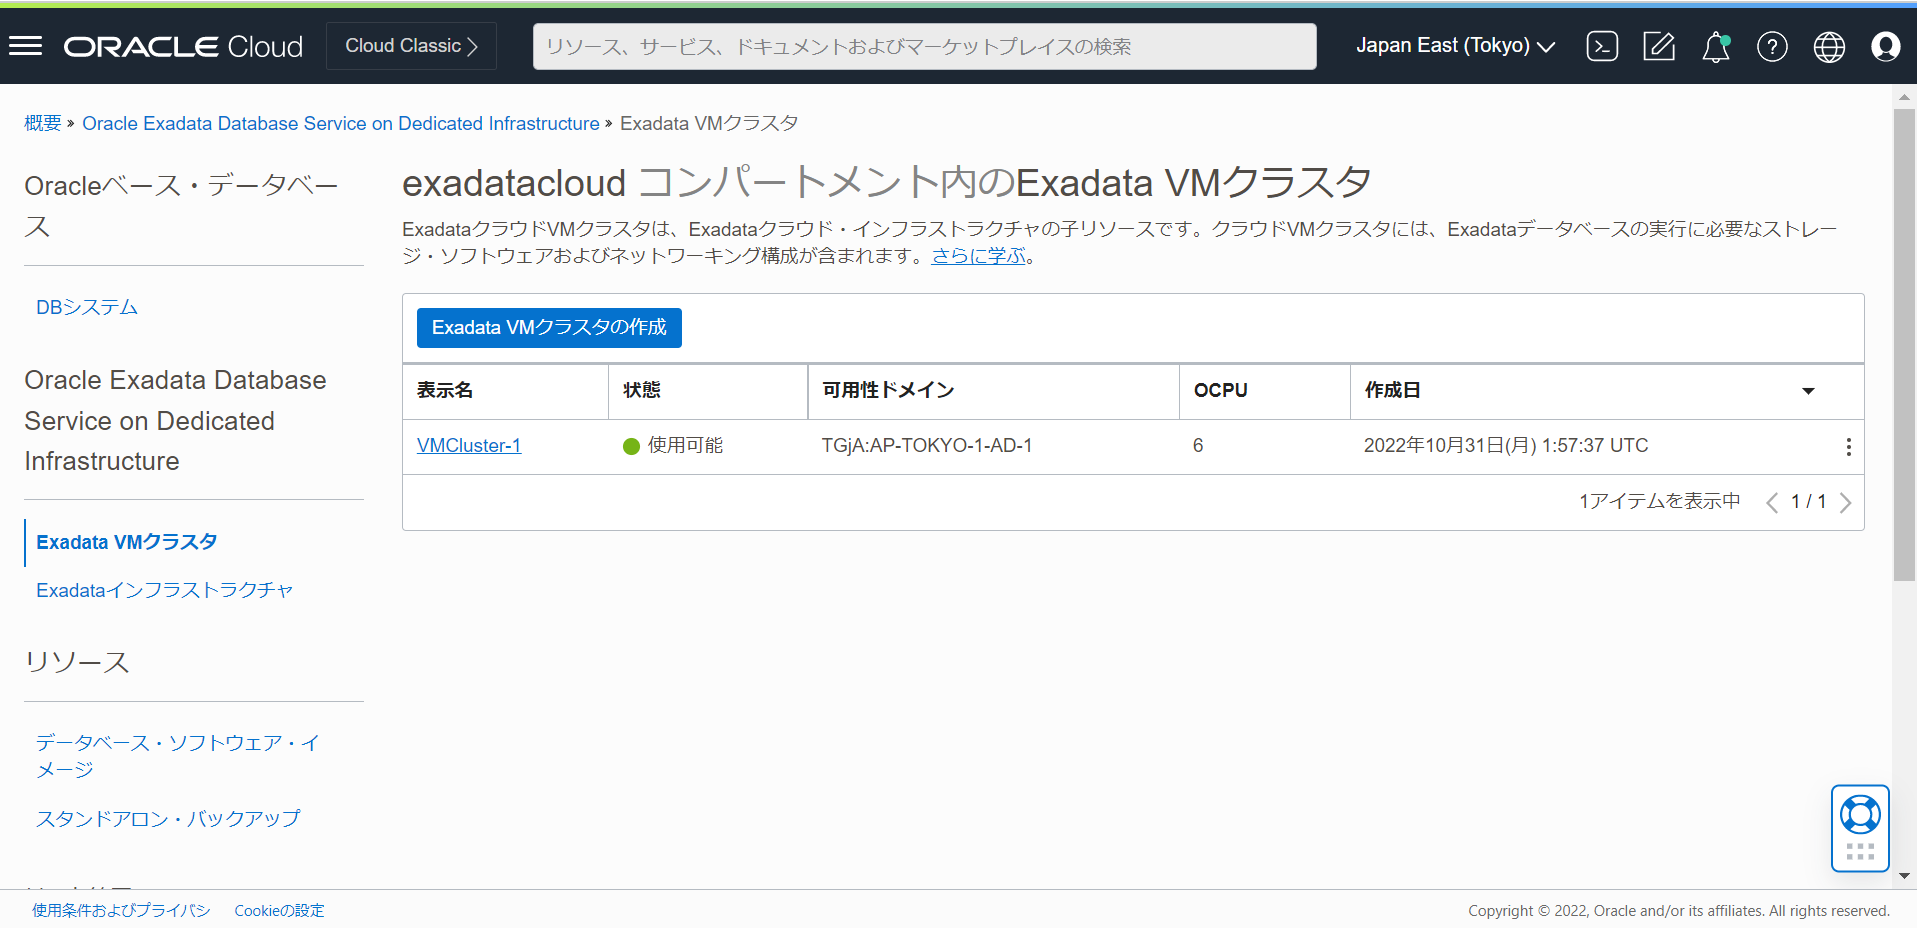 ORACLE Cloud
Cloud Classic
リソース、サービス、ドキュメントおよびマーケットプレイスの検索
Japan East (Tokyo)
概要 » Oracle Exadata Database Service on Dedicated Infrastructure » Exadata VMクラスタ
Oracleベース・データベー
ス
DBシステム
Oracle Exadata Database
Service on Dedicated
Infrastructure
Exadata VMクラスタ
Exadataインフラストラクチャ
リソース
データベース・ソフトウェア・イ
メージ
スタンドアロン・バックアップ
exadatacloud コンパートメント内のExadata VMクラスタ
ExadataクラウドVMクラスタは、Exadataクラウド・インフラストラクチャの子リソースです。クラウドVMクラスタには、Exadataデータベースの実行に必要なストレー
ジ・ソフトウェアおよびネットワーキング構成が含まれます。さらに学ぶ。
Exadata VMクラスタの作成
表示名 状態 可用性ドメイン OCPU 作成日
VMCluster-1 使用可能 TGjA:AP-TOKYO-1-AD-1 6 2022年10月31日(月) 1:57:37 UTC
1アイテムを表示中 1 / 1
使用条件およびプライバシ Cookieの設定
Copyright © 2022, Oracle and/or its affiliates. All rights reserved.